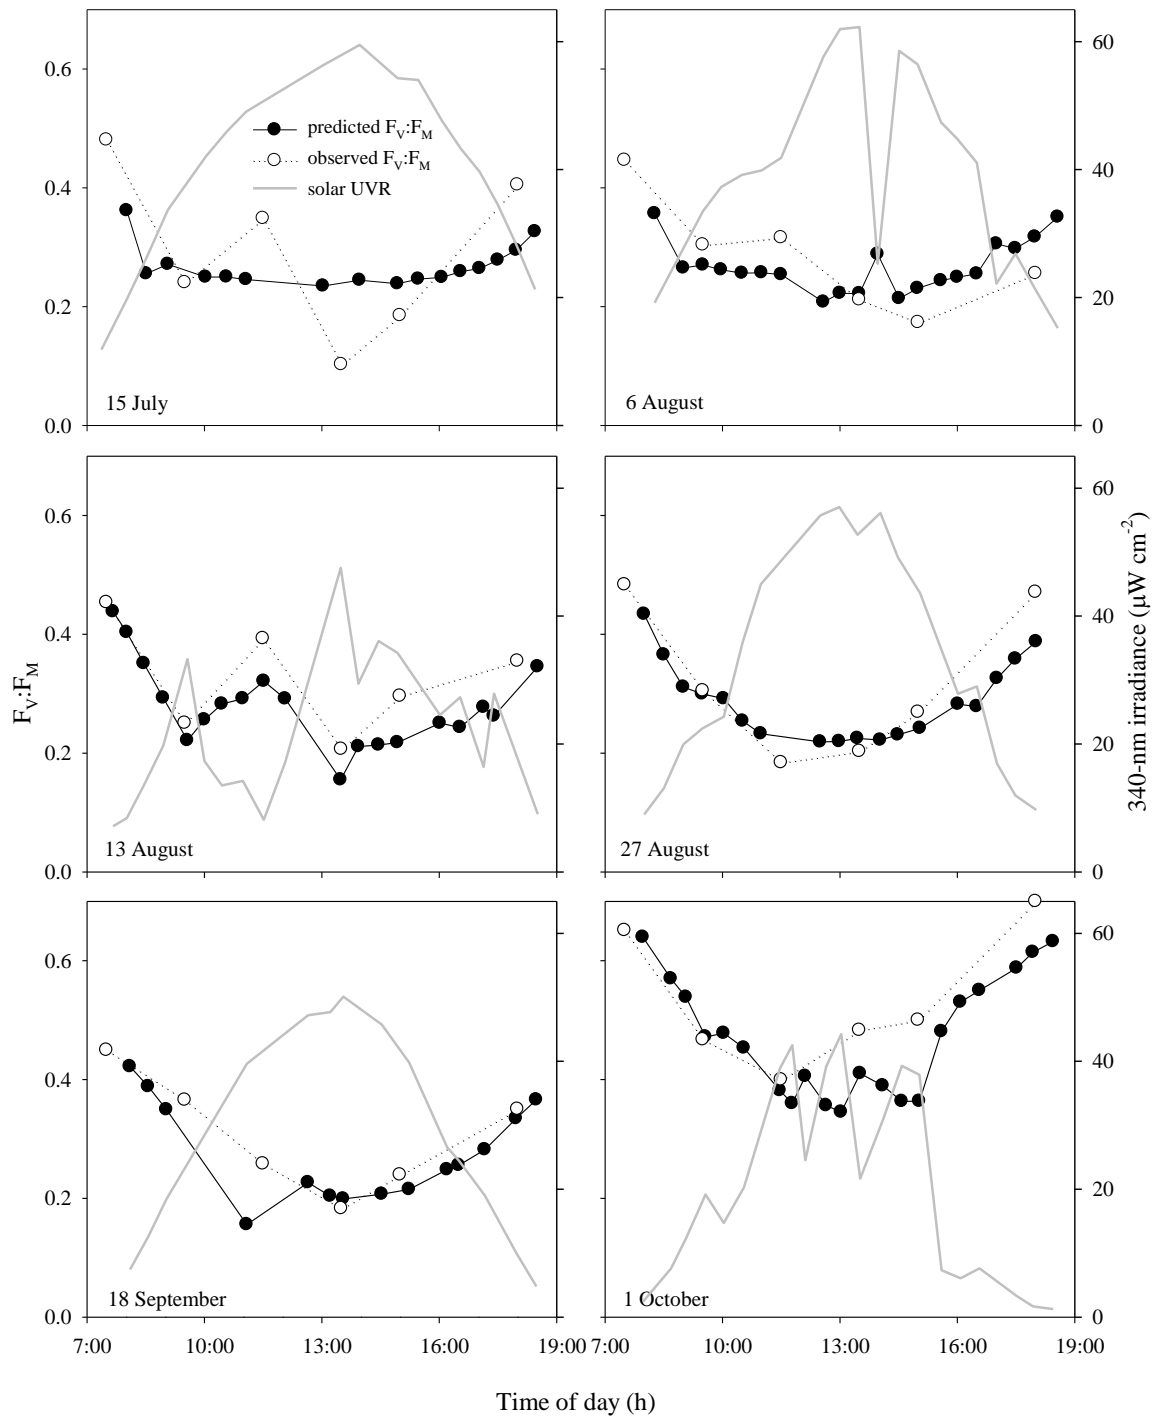 0.6
0.4
0.2
0.0
predicted F_V:F_M
observed F_V:F_M
solar UVR
15 July
60
40
20
0
6 August
0.6
0.4
0.2
0.0
13 August
60
40
20
0
27 August
F_V:F_M
340-nm irradiance (µW cm⁻²)
0.6
0.4
0.2
0.0
18 September
7:00 10:00 13:00 16:00 19:00
60
40
20
0
1 October
7:00 10:00 13:00 16:00 19:00
Time of day (h)